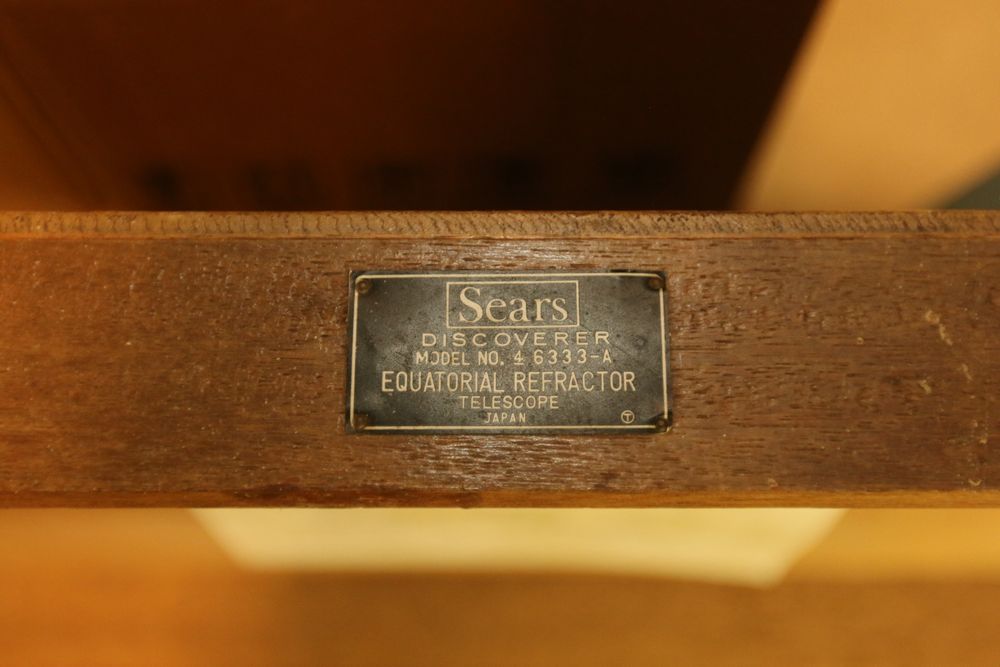 Sears
DISCOVERER
MODEL NO. 4 6333-A
EQUATORIAL REFRACTOR
TELESCOPE
JAPAN T